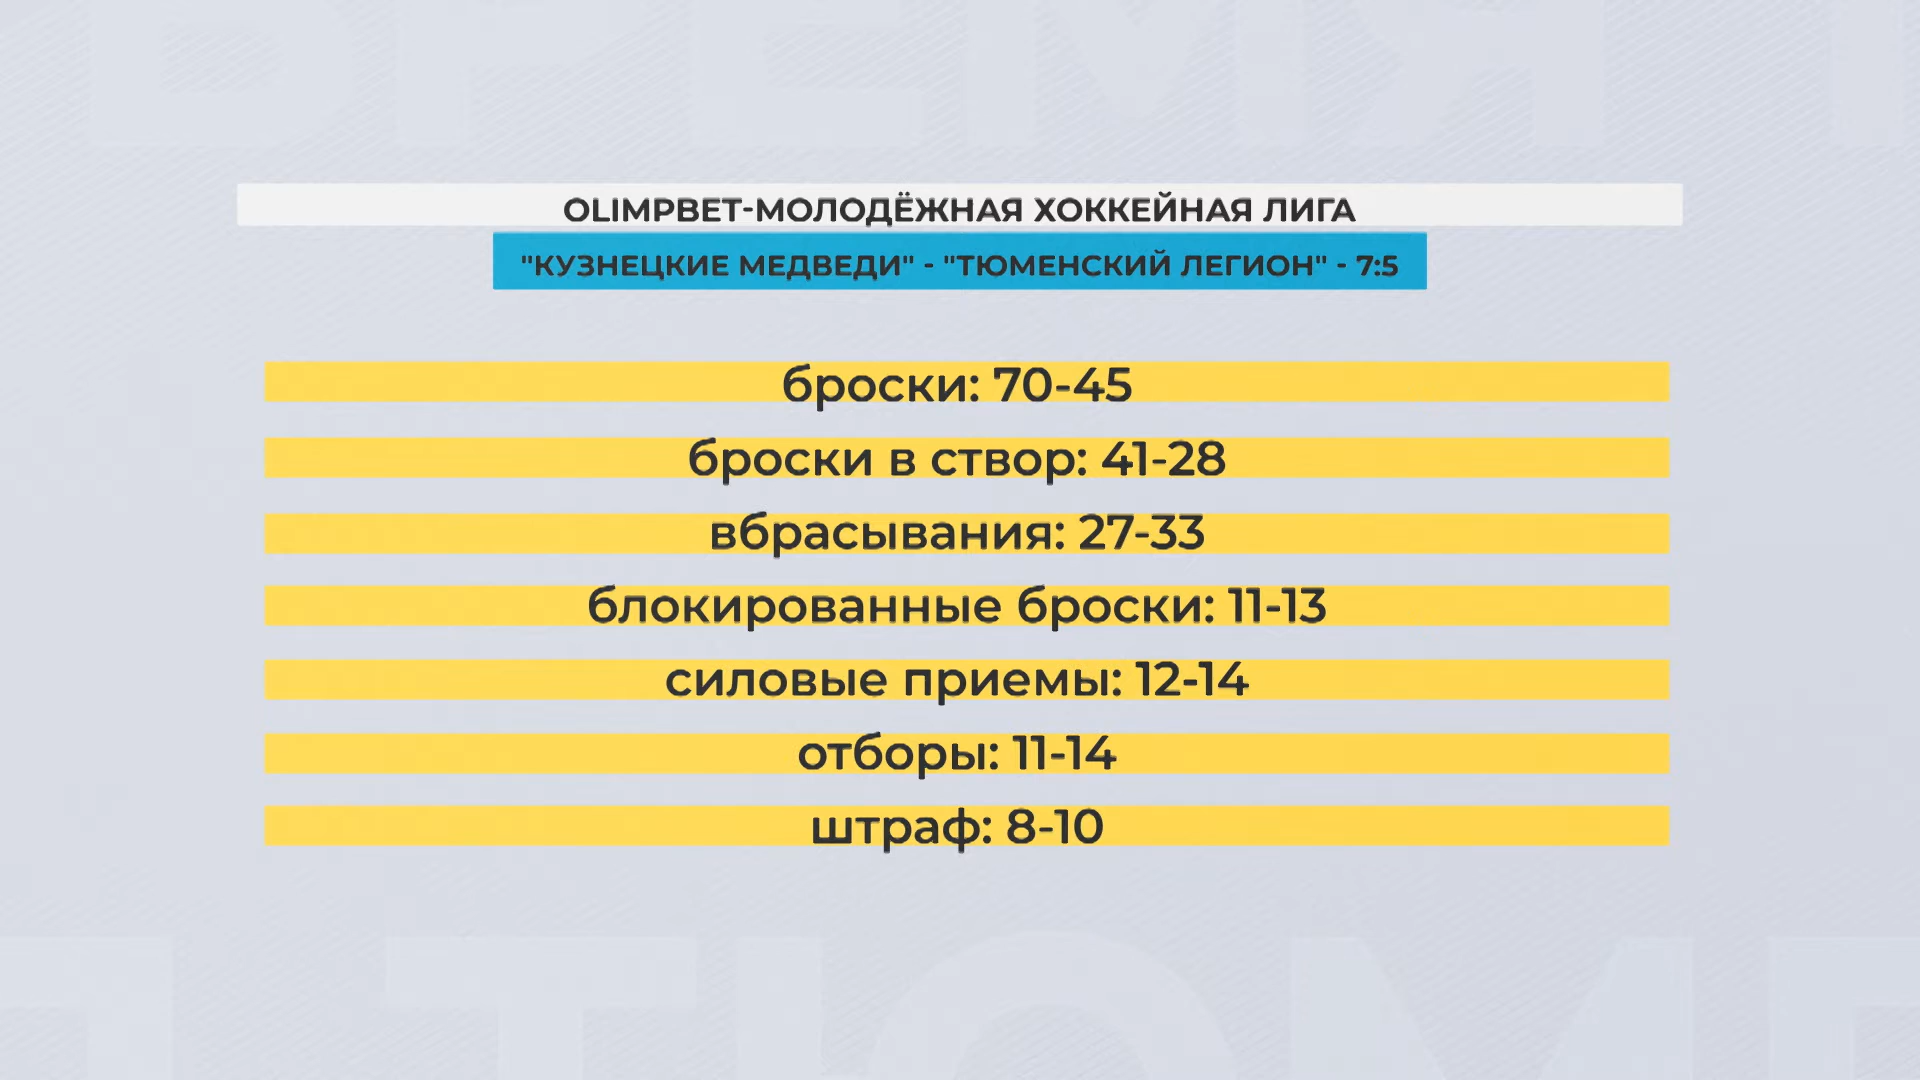 ВРЕМЯ
OLIMPBET-МОЛОДЁЖНАЯ ХОККЕЙНАЯ ЛИГА
"КУЗНЕЦКИЕ МЕДВЕДИ" - "ТЮМЕНСКИЙ ЛЕГИОН" - 7:5
броски: 70-45
броски в створ: 41-28
вбрасывания: 27-33
блокированные броски: 11-13
силовые приемы: 12-14
отборы: 11-14
штраф: 8-10